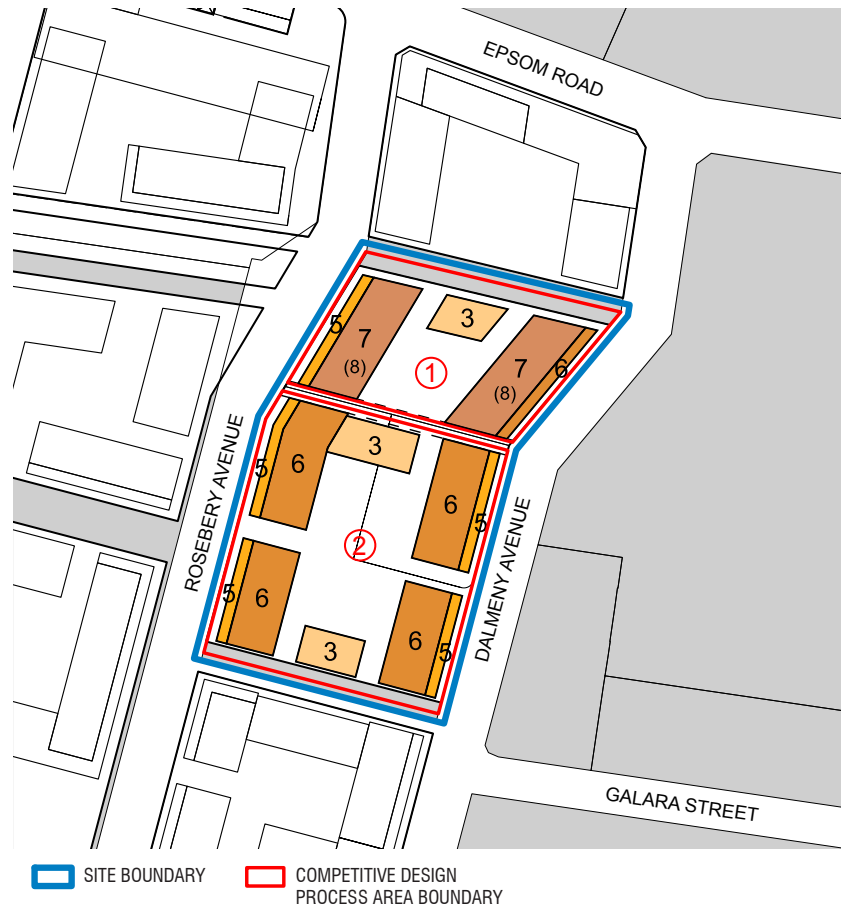 EPSOM ROAD
3
5
7
(8)
7
(8)
6
①
3
5
6
6
5
②
ROSEBERY AVENUE
DALMENY AVENUE
5
6
6
5
3
GALARA STREET
SITE BOUNDARY
COMPETITIVE DESIGN
PROCESS AREA BOUNDARY